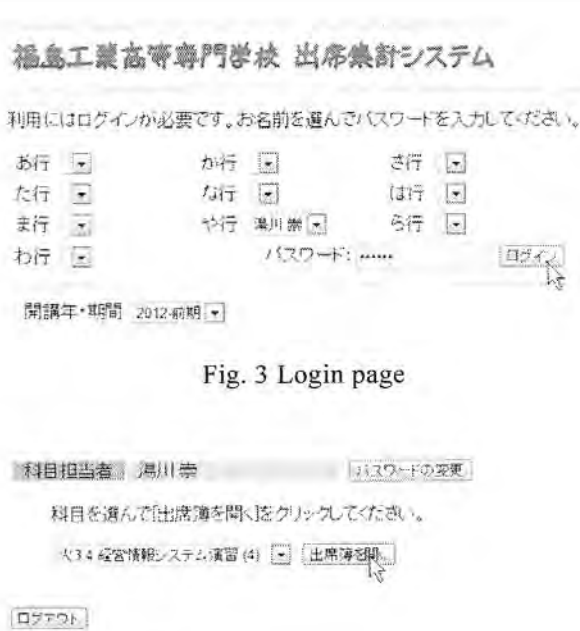 福島工業高等専門学校 出席集計システム
利用にはログインが必要です。お名前を選んでパスワードを入力してください。
あ行 か行 さ行
た行 な行 は行
ま行 や行 湯川 崇 ら行
わ行 パスワード: •••••• ログイン
開講年・期間 2012-前期
Fig. 3 Login page
科目担当者 湯川 崇 パスワードの変更
科目を選んで[出席簿を開く]をクリックしてください。
火3,4 経営情報システム演習 (4) 出席簿を開
ログアウト